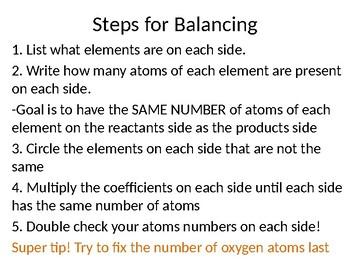 Steps for Balancing
1. List what elements are on each side.
2. Write how many atoms of each element are present
on each side.
-Goal is to have the SAME NUMBER of atoms of each
element on the reactants side as the products side
3. Circle the elements on each side that are not the
same
4. Multiply the coefficients on each side until each side
has the same number of atoms
5. Double check your atoms numbers on each side!
Super tip! Try to fix the number of oxygen atoms last